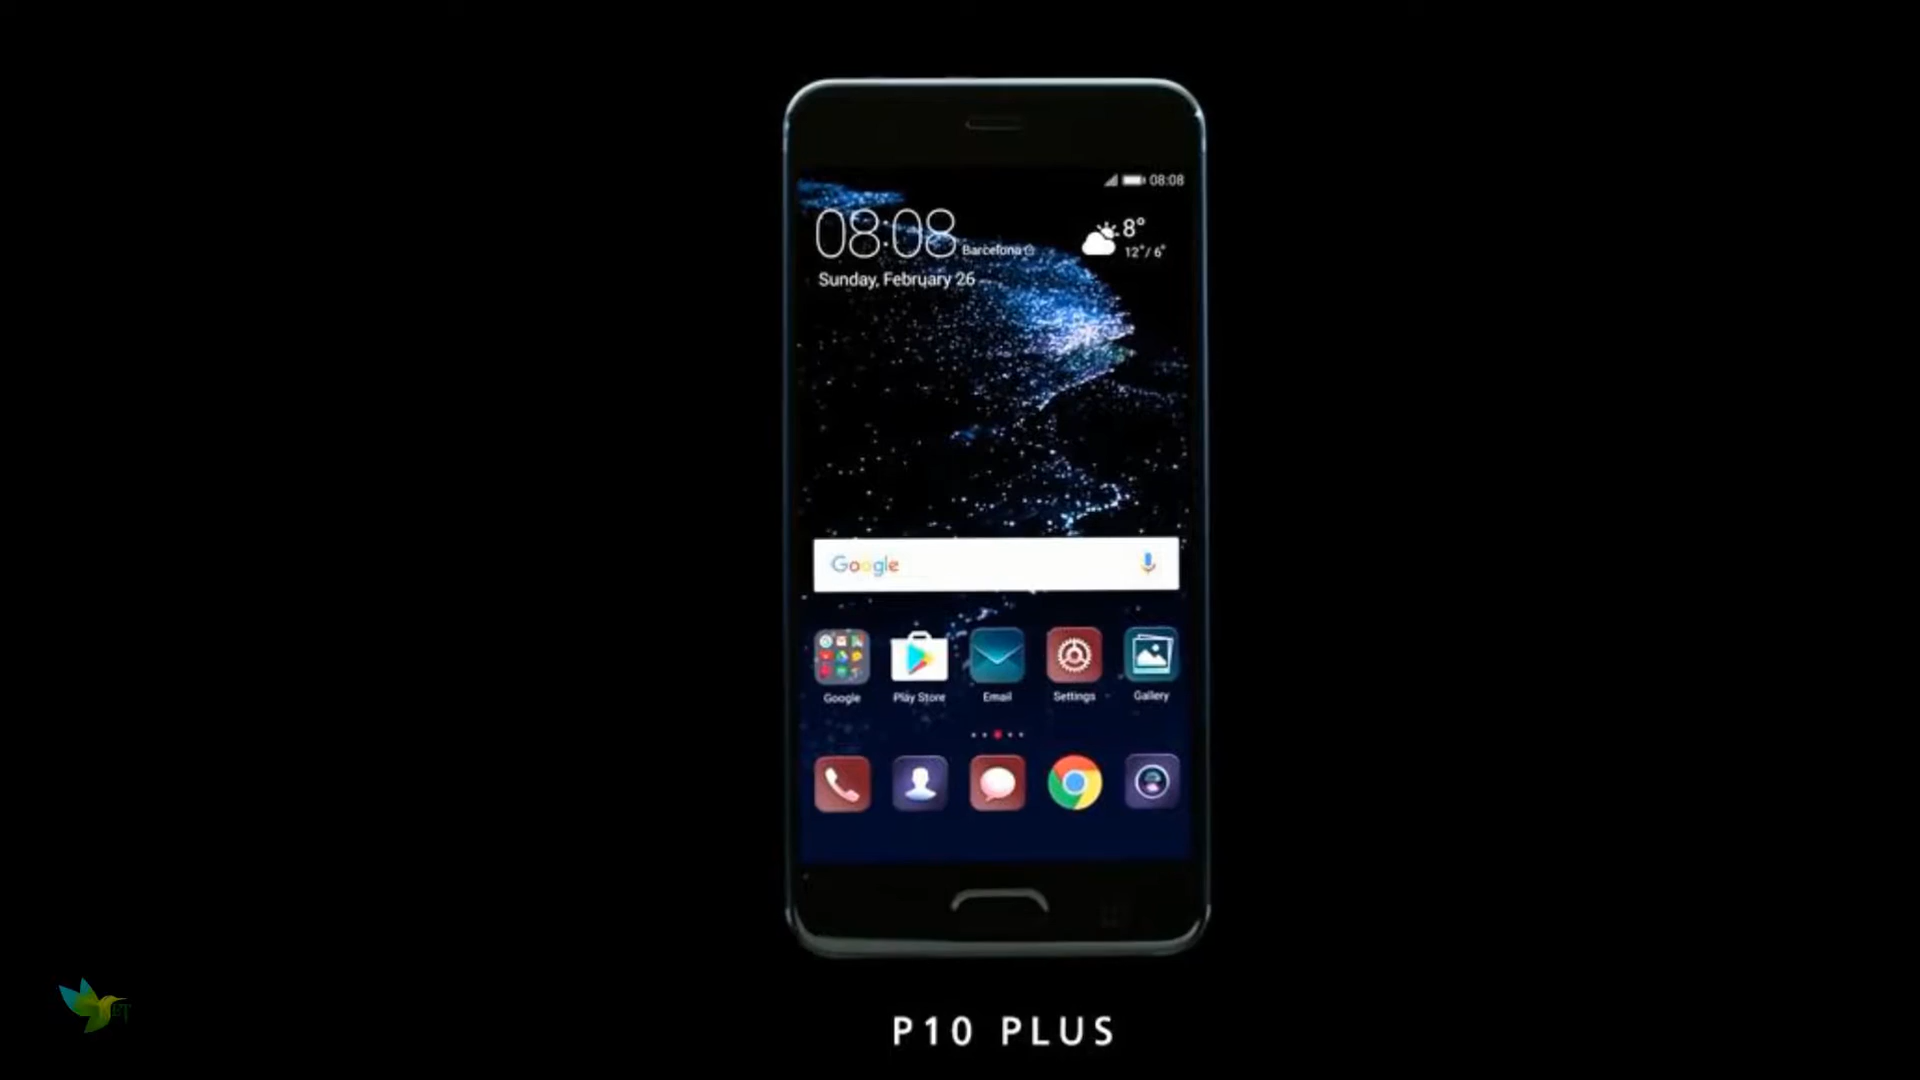 08:08
08:08 Barcelona
8°
12°/ 6°
Sunday, February 26
Google
Google
Play Store
Email
Settings
Gallery
P10 PLUS